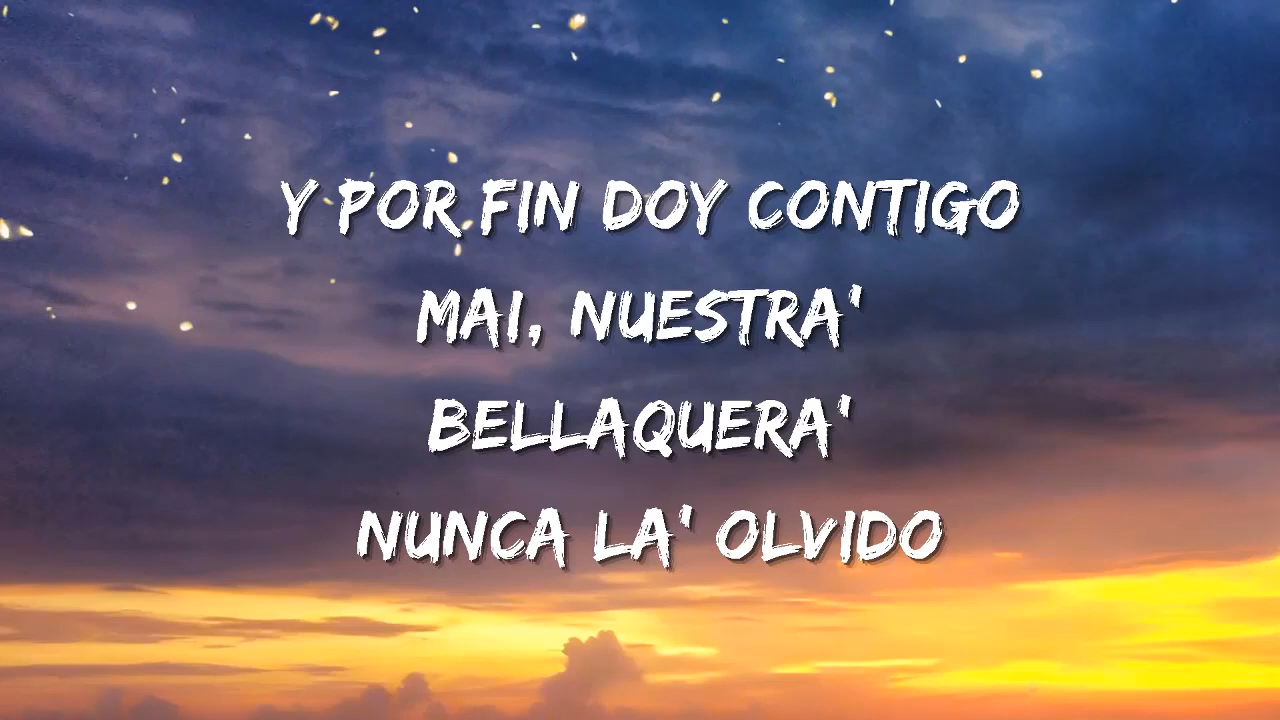 Y POR FIN DOY CONTIGO
MAI, NUESTRA'
BELLAQUERA'
NUNCA LA' OLVIDO